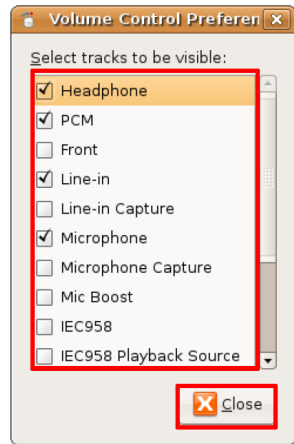 Volume Control Preferen
Select tracks to be visible:
Headphone
PCM
Front
Line-in
Line-in Capture
Microphone
Microphone Capture
Mic Boost
IEC958
IEC958 Playback Source
Close